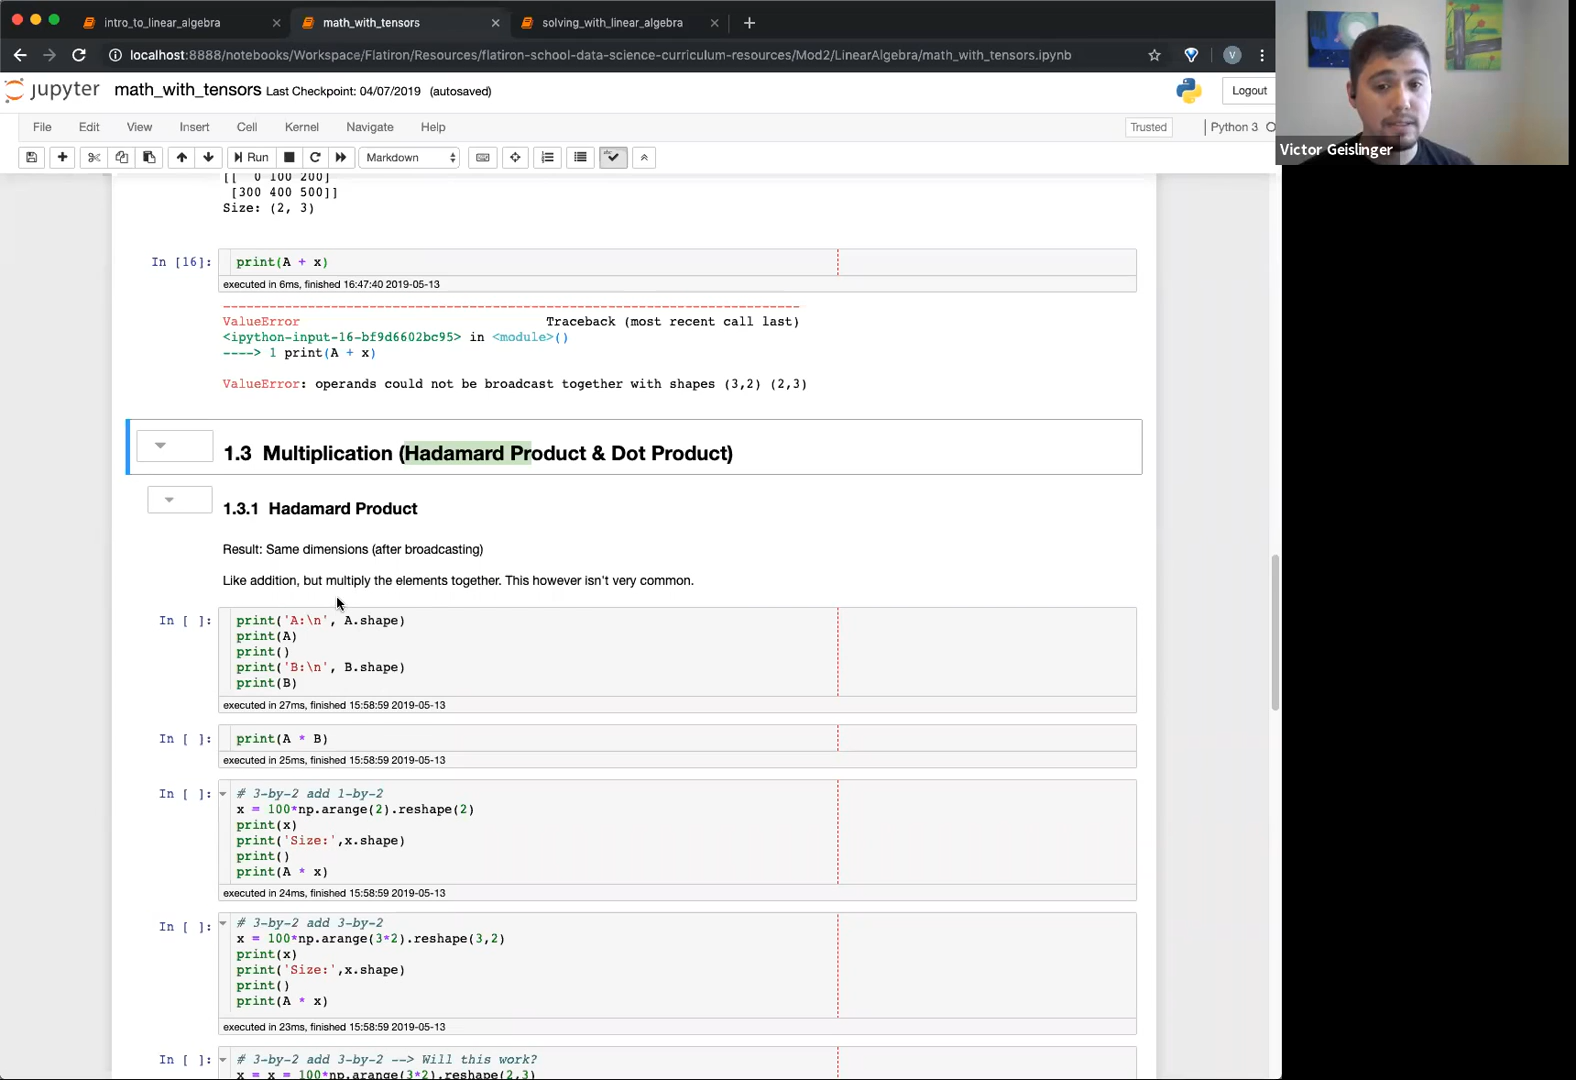 intro_to_linear_algebra
math_with_tensors
solving_with_linear_algebra
localhost:8888/notebooks/Workspace/Flatiron/Resources/flatiron-school-data-science-curriculum-resources/Mod2/LinearAlgebra/math_with_tensors.ipynb
V
jupyter math_with_tensors Last Checkpoint: 04/07/2019 (autosaved)
Logout
File Edit View Insert Cell Kernel Navigate Help
Trusted
Python 3
Run
Markdown
Victor Geislinger
[[ 0 100 200]
[300 400 500]]
Size: (2, 3)
In [16]: print(A + x)
executed in 6ms, finished 16:47:40 2019-05-13
ValueError Traceback (most recent call last)
<ipython-input-16-bf9d6602bc95> in <module>()
----> 1 print(A + x)
ValueError: operands could not be broadcast together with shapes (3,2) (2,3)
1.3 Multiplication (Hadamard Product & Dot Product)
1.3.1 Hadamard Product
Result: Same dimensions (after broadcasting)
Like addition, but multiply the elements together. This however isn't very common.
In [ ]: print('A:\n', A.shape)
print(A)
print()
print('B:\n', B.shape)
print(B)
executed in 27ms, finished 15:58:59 2019-05-13
In [ ]: print(A * B)
executed in 25ms, finished 15:58:59 2019-05-13
In [ ]: # 3-by-2 add 1-by-2
x = 100*np.arange(2).reshape(2)
print(x)
print('Size:',x.shape)
print()
print(A * x)
executed in 24ms, finished 15:58:59 2019-05-13
In [ ]: # 3-by-2 add 3-by-2
x = 100*np.arange(3*2).reshape(3,2)
print(x)
print('Size:',x.shape)
print()
print(A * x)
executed in 23ms, finished 15:58:59 2019-05-13
In [ ]: # 3-by-2 add 3-by-2 --> Will this work?
x = x = 100*np.arange(3*2).reshape(2,3)